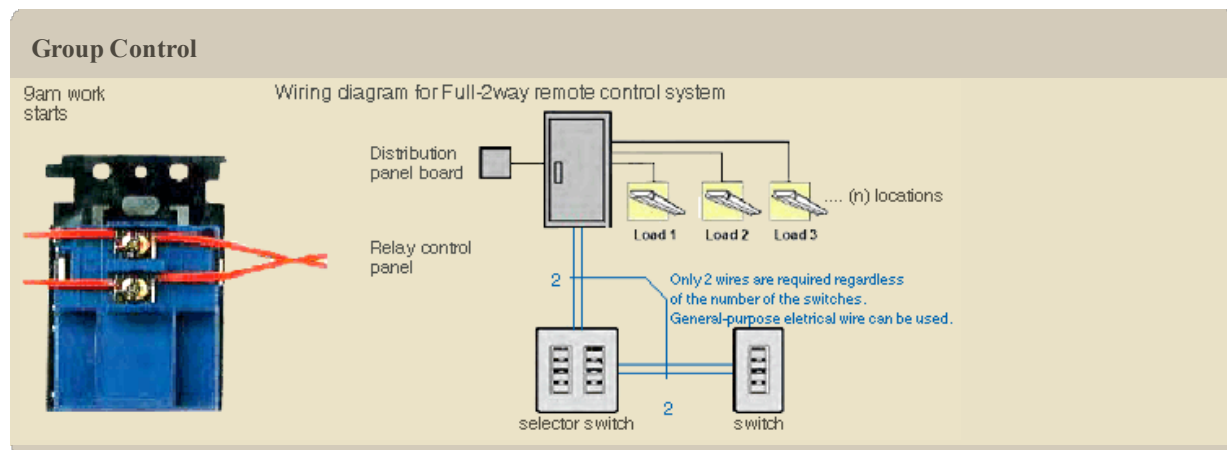 Group Control
9am work
starts
Wiring diagram for Full-2way remote control system
Distribution
panel board
.... (n) locations
Load 1
Load 2
Load 3
Relay control
panel
2
Only 2 wires are required regardless
of the number of the switches.
General-purpose eletrical wire can be used.
2
selector switch
switch